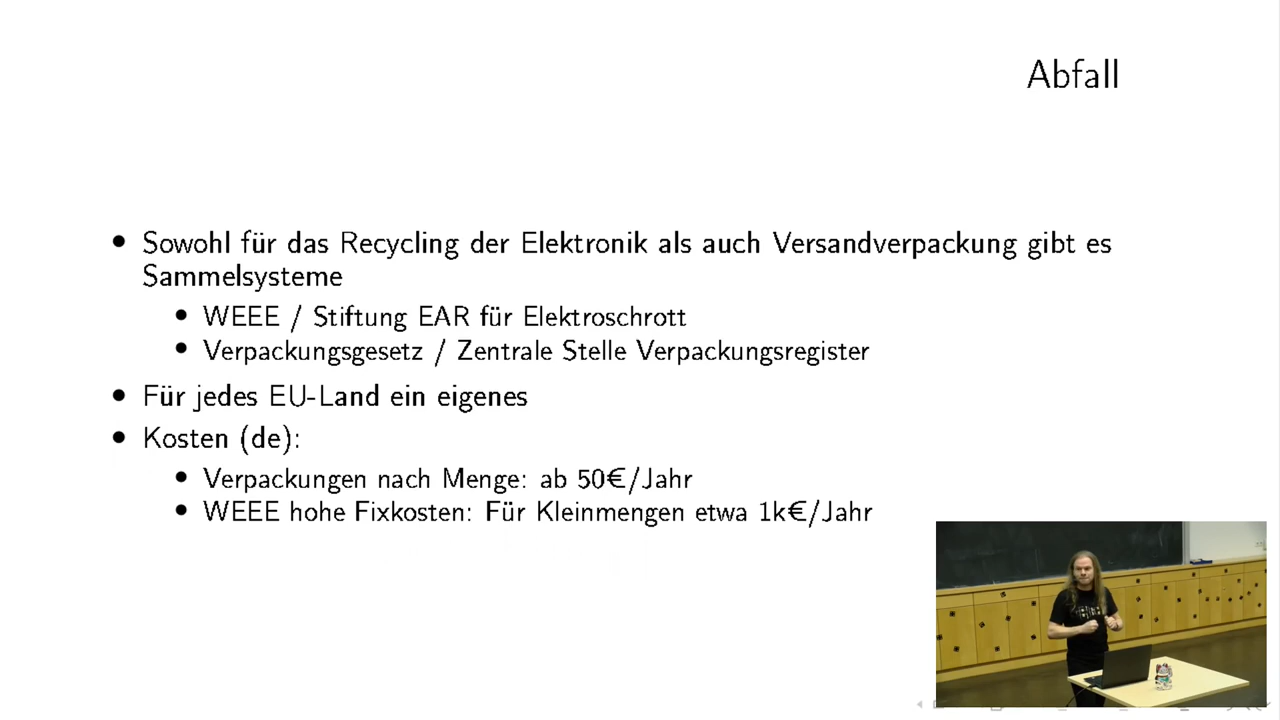 Abfall
• Sowohl für das Recycling der Elektronik als auch Versandverpackung gibt es
Sammelsysteme
• WEEE / Stiftung EAR für Elektroschrott
• Verpackungsgesetz / Zentrale Stelle Verpackungsregister
• Für jedes EU-Land ein eigenes
• Kosten (de):
• Verpackungen nach Menge: ab 50€/Jahr
• WEEE hohe Fixkosten: Für Kleinmengen etwa 1k€/Jahr